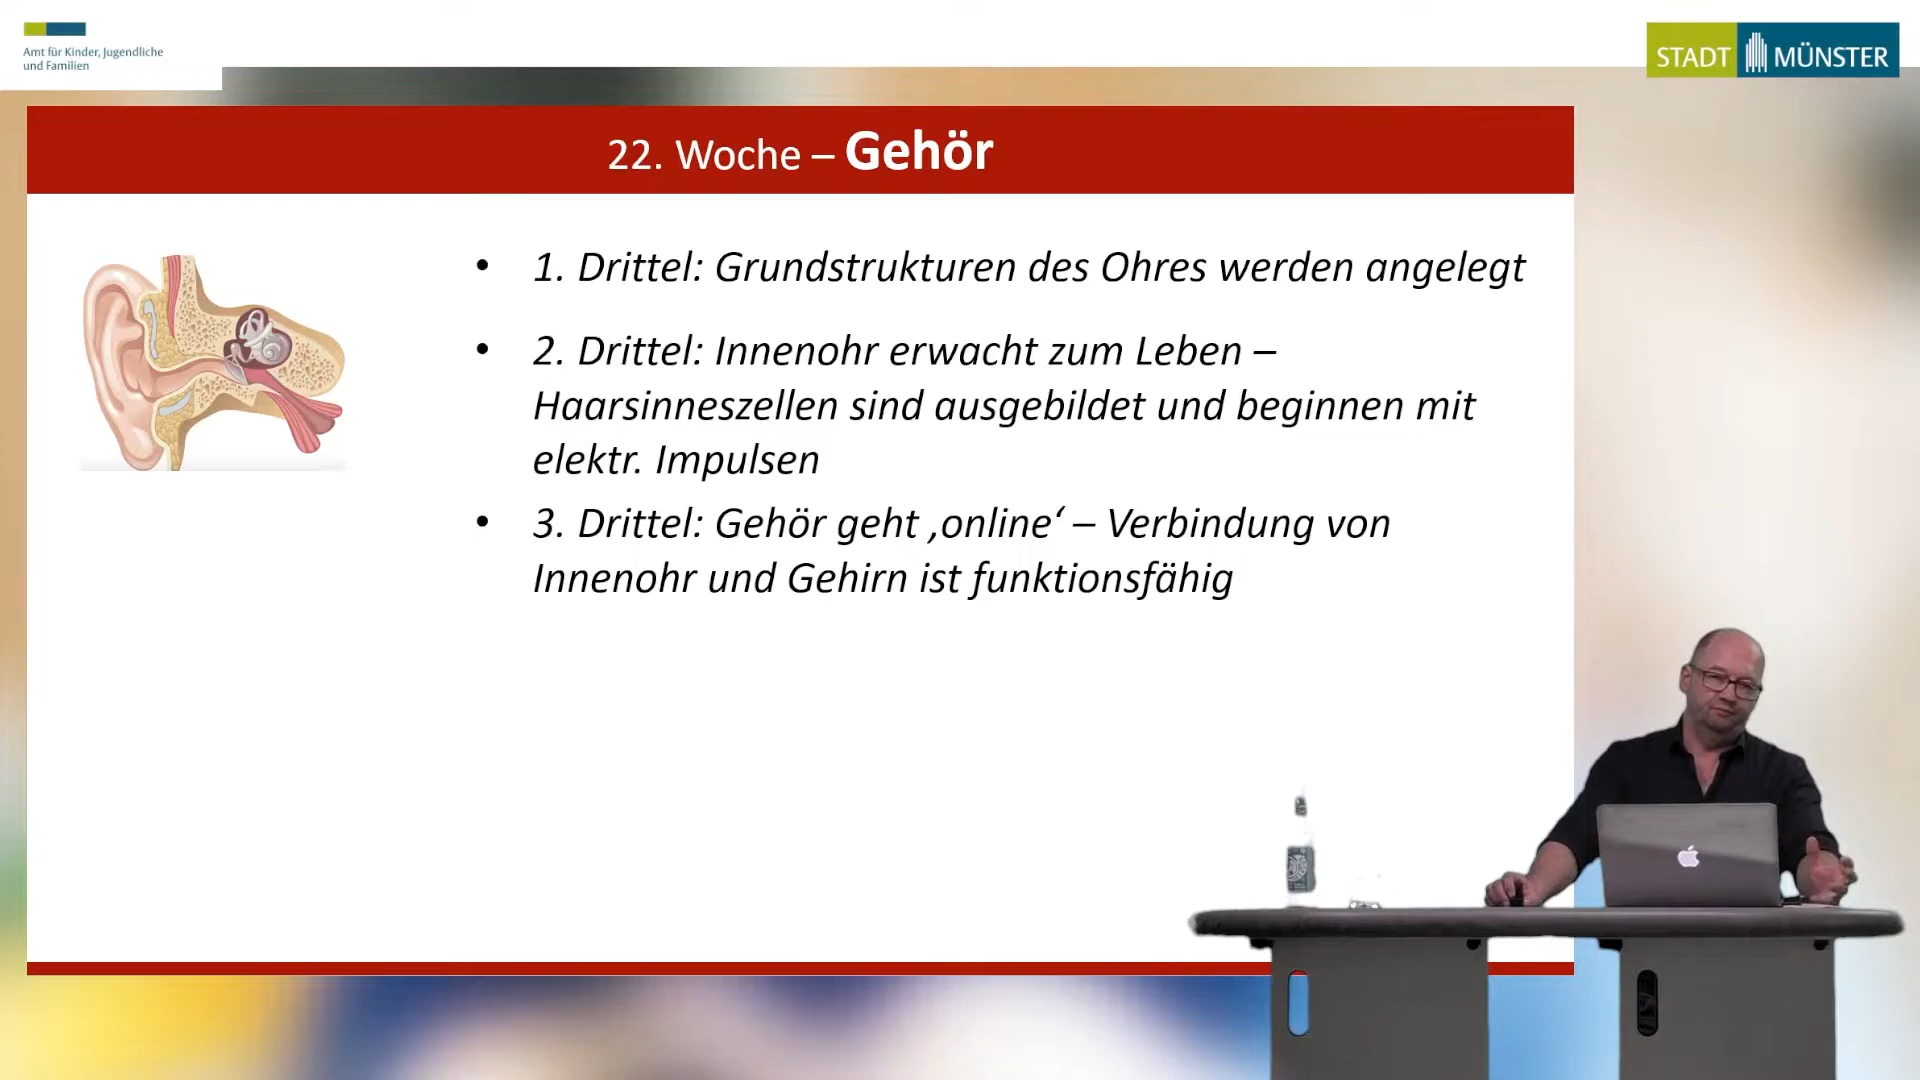 Amt für Kinder, Jugendliche
und Familien
STADT MÜNSTER
22. Woche – Gehör
• 1. Drittel: Grundstrukturen des Ohres werden angelegt
• 2. Drittel: Innenohr erwacht zum Leben –
Haarsinneszellen sind ausgebildet und beginnen mit
elektr. Impulsen
• 3. Drittel: Gehör geht ‚online‘ – Verbindung von
Innenohr und Gehirn ist funktionsfähig